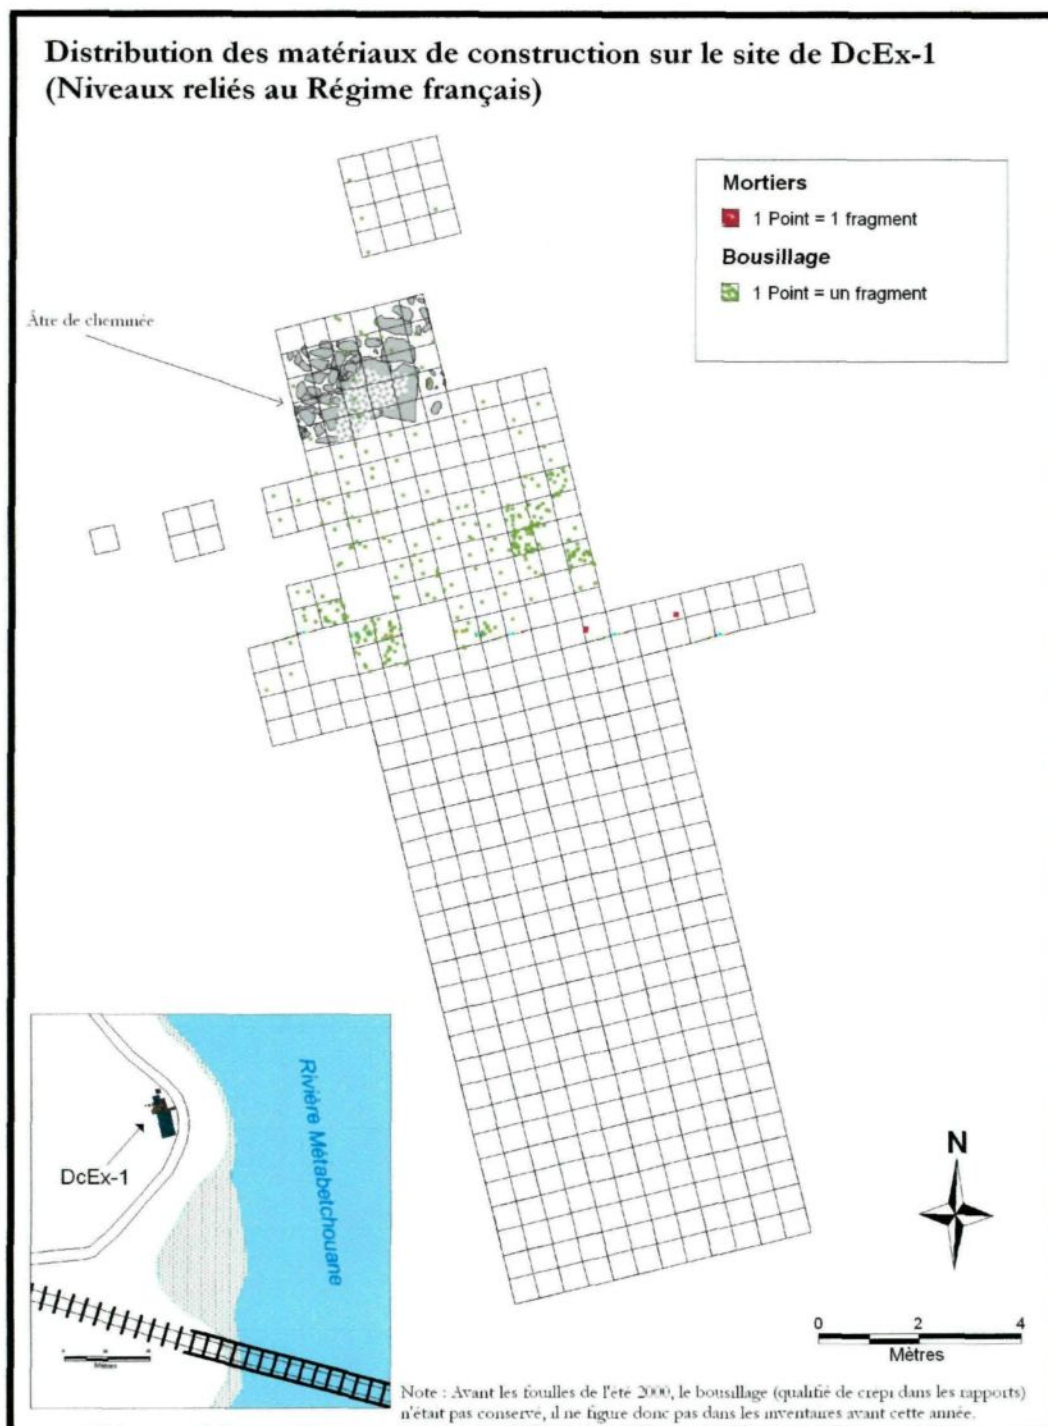 Distribution des matériaux de construction sur le site de DcEx-1
(Niveaux reliés au Régime français)
Mortiers
1 Point = 1 fragment
Bousillage
1 Point = un fragment
Âtre de cheminée
Rivière Métabetchouane
DcEx-1
N
0 2 4
Mètres
Note : Avant les fouilles de l'été 2000, le bousillage (qualifié de crépi dans les rapports)
n'était pas conservé, il ne figure donc pas dans les inventaires avant cette année.